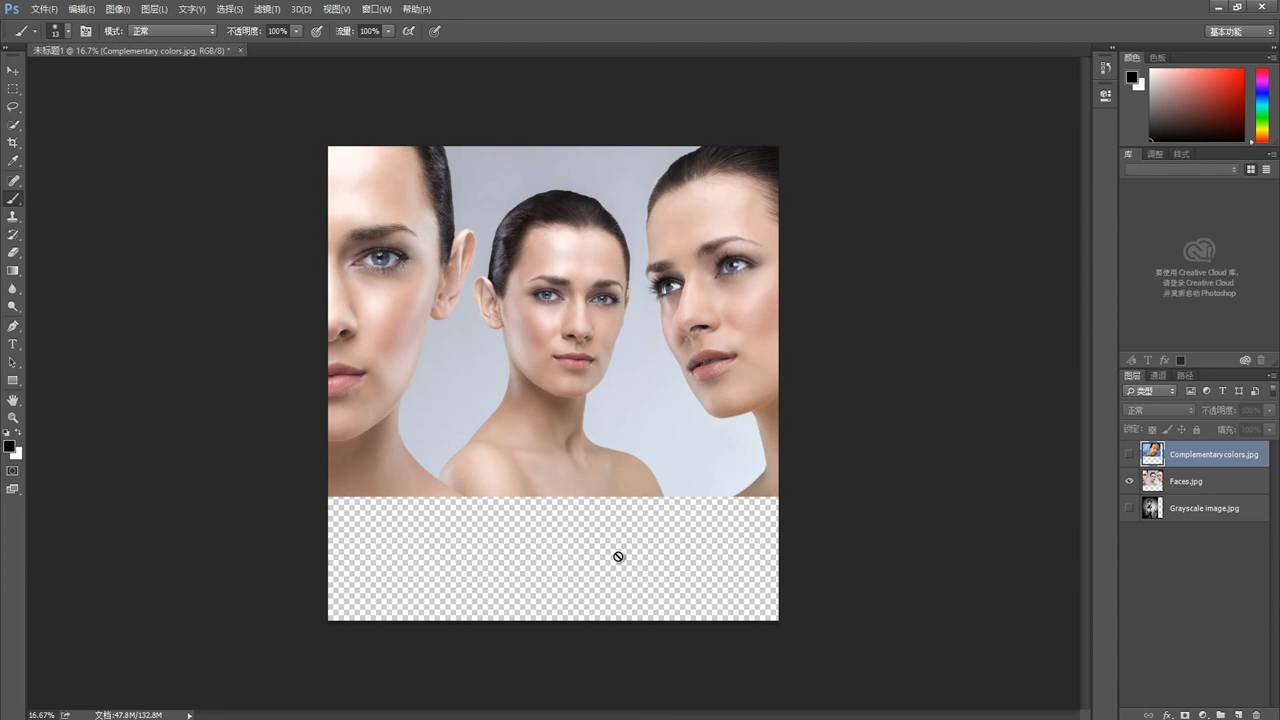 Ps 文件(F) 编辑(E) 图像(I) 图层(L) 文字(Y) 选择(S) 滤镜(T) 3D(D) 视图(V) 窗口(W) 帮助(H)
13 模式: 正常 不透明度: 100% 流量: 100% 基本功能
未标题1 @ 16.7% (Complementary colors.jpg, RGB/8) * ×
颜色 色板
库 调整 样式
要使用 Creative Cloud 库,
请登录 Creative Cloud
并重新启动 Photoshop
图层 通道 路径
类型
正常 不透明度: 100%
锁定: 填充: 100%
Complementary colors.jpg
Faces.jpg
Grayscale image.jpg
16.67% 文档:47.8M/132.8M